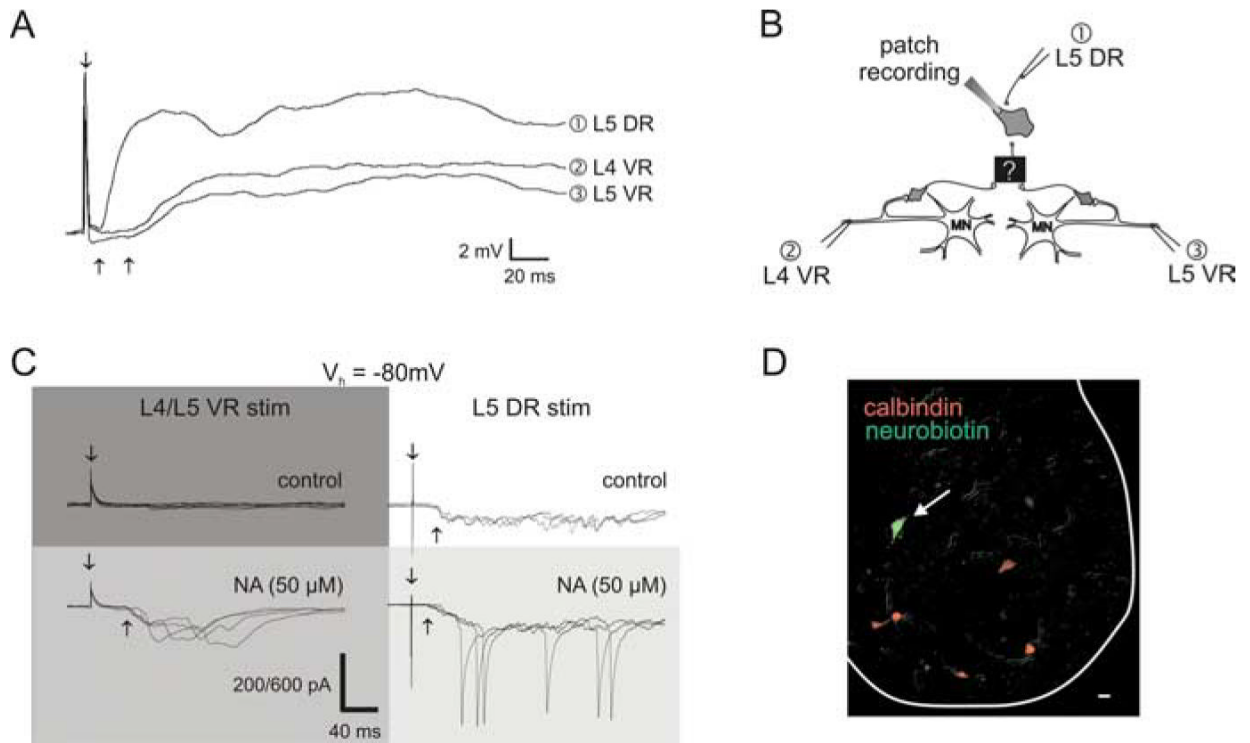 A
① L5 DR
② L4 VR
③ L5 VR
2 mV
20 ms
B
patch
recording
①
L5 DR
?
MN
MN
②
L4 VR
③
L5 VR
C
Vh = -80mV
L4/L5 VR stim
L5 DR stim
control
control
NA (50 µM)
NA (50 µM)
200/600 pA
40 ms
D
calbindin
neurobiotin